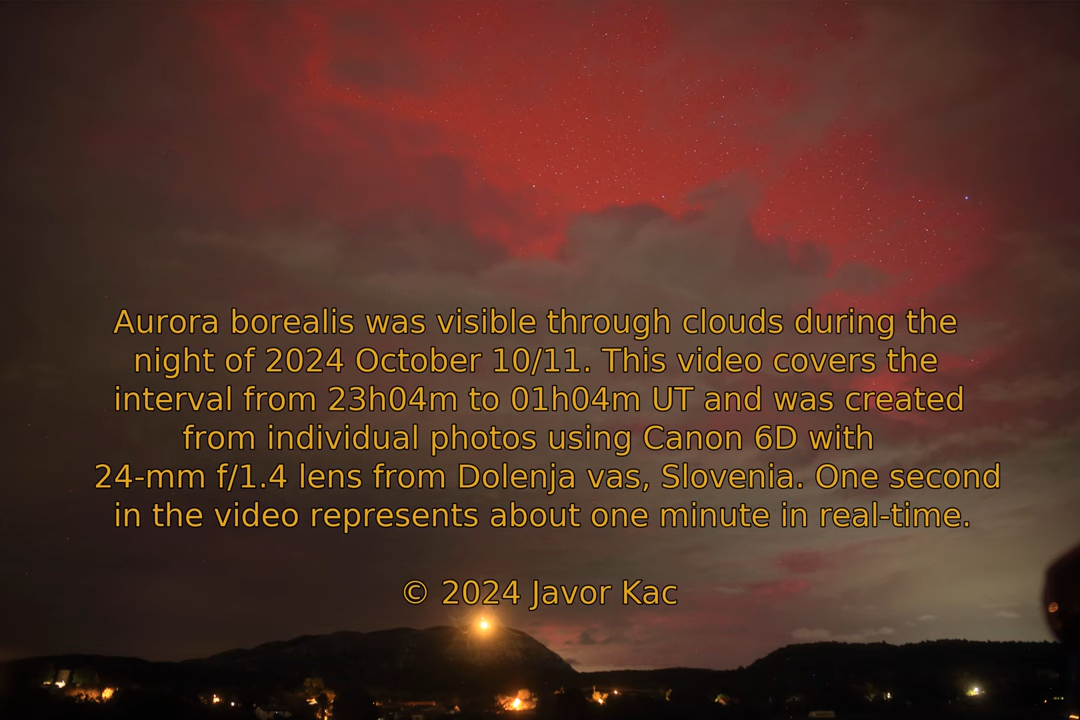 Aurora borealis was visible through clouds during the
night of 2024 October 10/11. This video covers the
interval from 23h04m to 01h04m UT and was created
from individual photos using Canon 6D with
24-mm f/1.4 lens from Dolenja vas, Slovenia. One second
in the video represents about one minute in real-time.
© 2024 Javor Kac